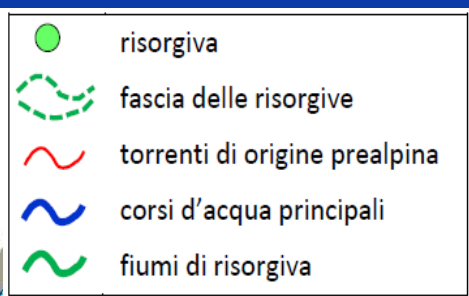 risorgiva
fascia delle risorgive
torrenti di origine prealpina
corsi d'acqua principali
fiumi di risorgiva